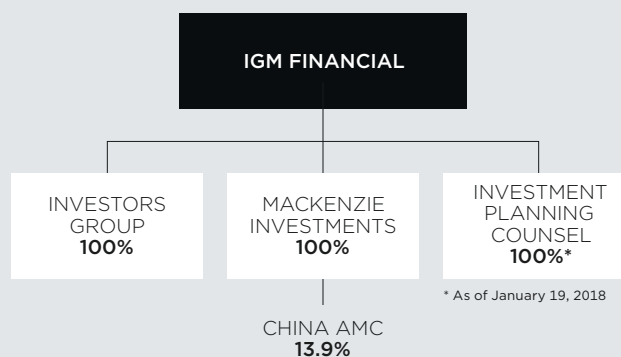 IGM FINANCIAL
INVESTORS
GROUP
100%
MACKENZIE
INVESTMENTS
100%
INVESTMENT
PLANNING
COUNSEL
100%*
* As of January 19, 2018
CHINA AMC
13.9%